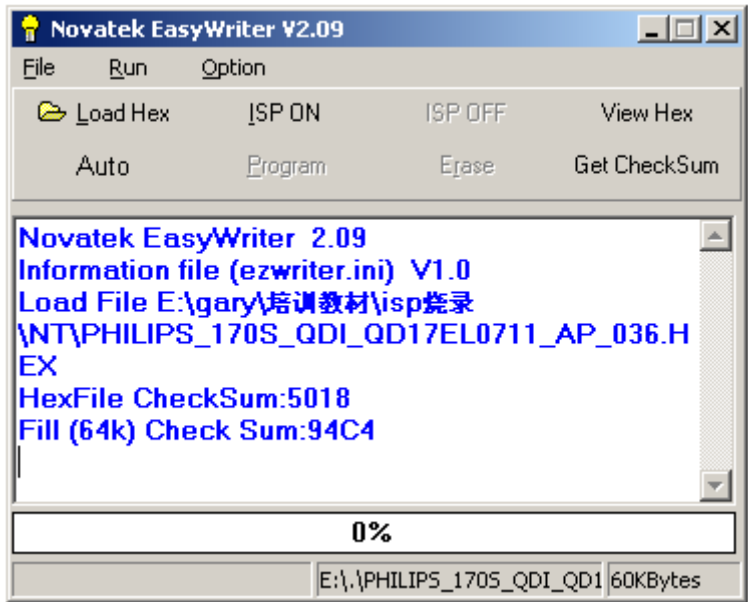 Novatek EasyWriter V2.09
File Run Option
Load Hex ISP ON ISP OFF View Hex
Auto Program Erase Get CheckSum
Novatek EasyWriter 2.09
Information file (ezwriter.ini) V1.0
Load File E:\gary\培训教材\isp烧录
\NT\PHILIPS_170S_QDI_QD17EL0711_AP_036.H
EX
HexFile CheckSum:5018
Fill (64k) Check Sum:94C4
0%
E:\.\PHILIPS_170S_QDI_QD1 60KBytes